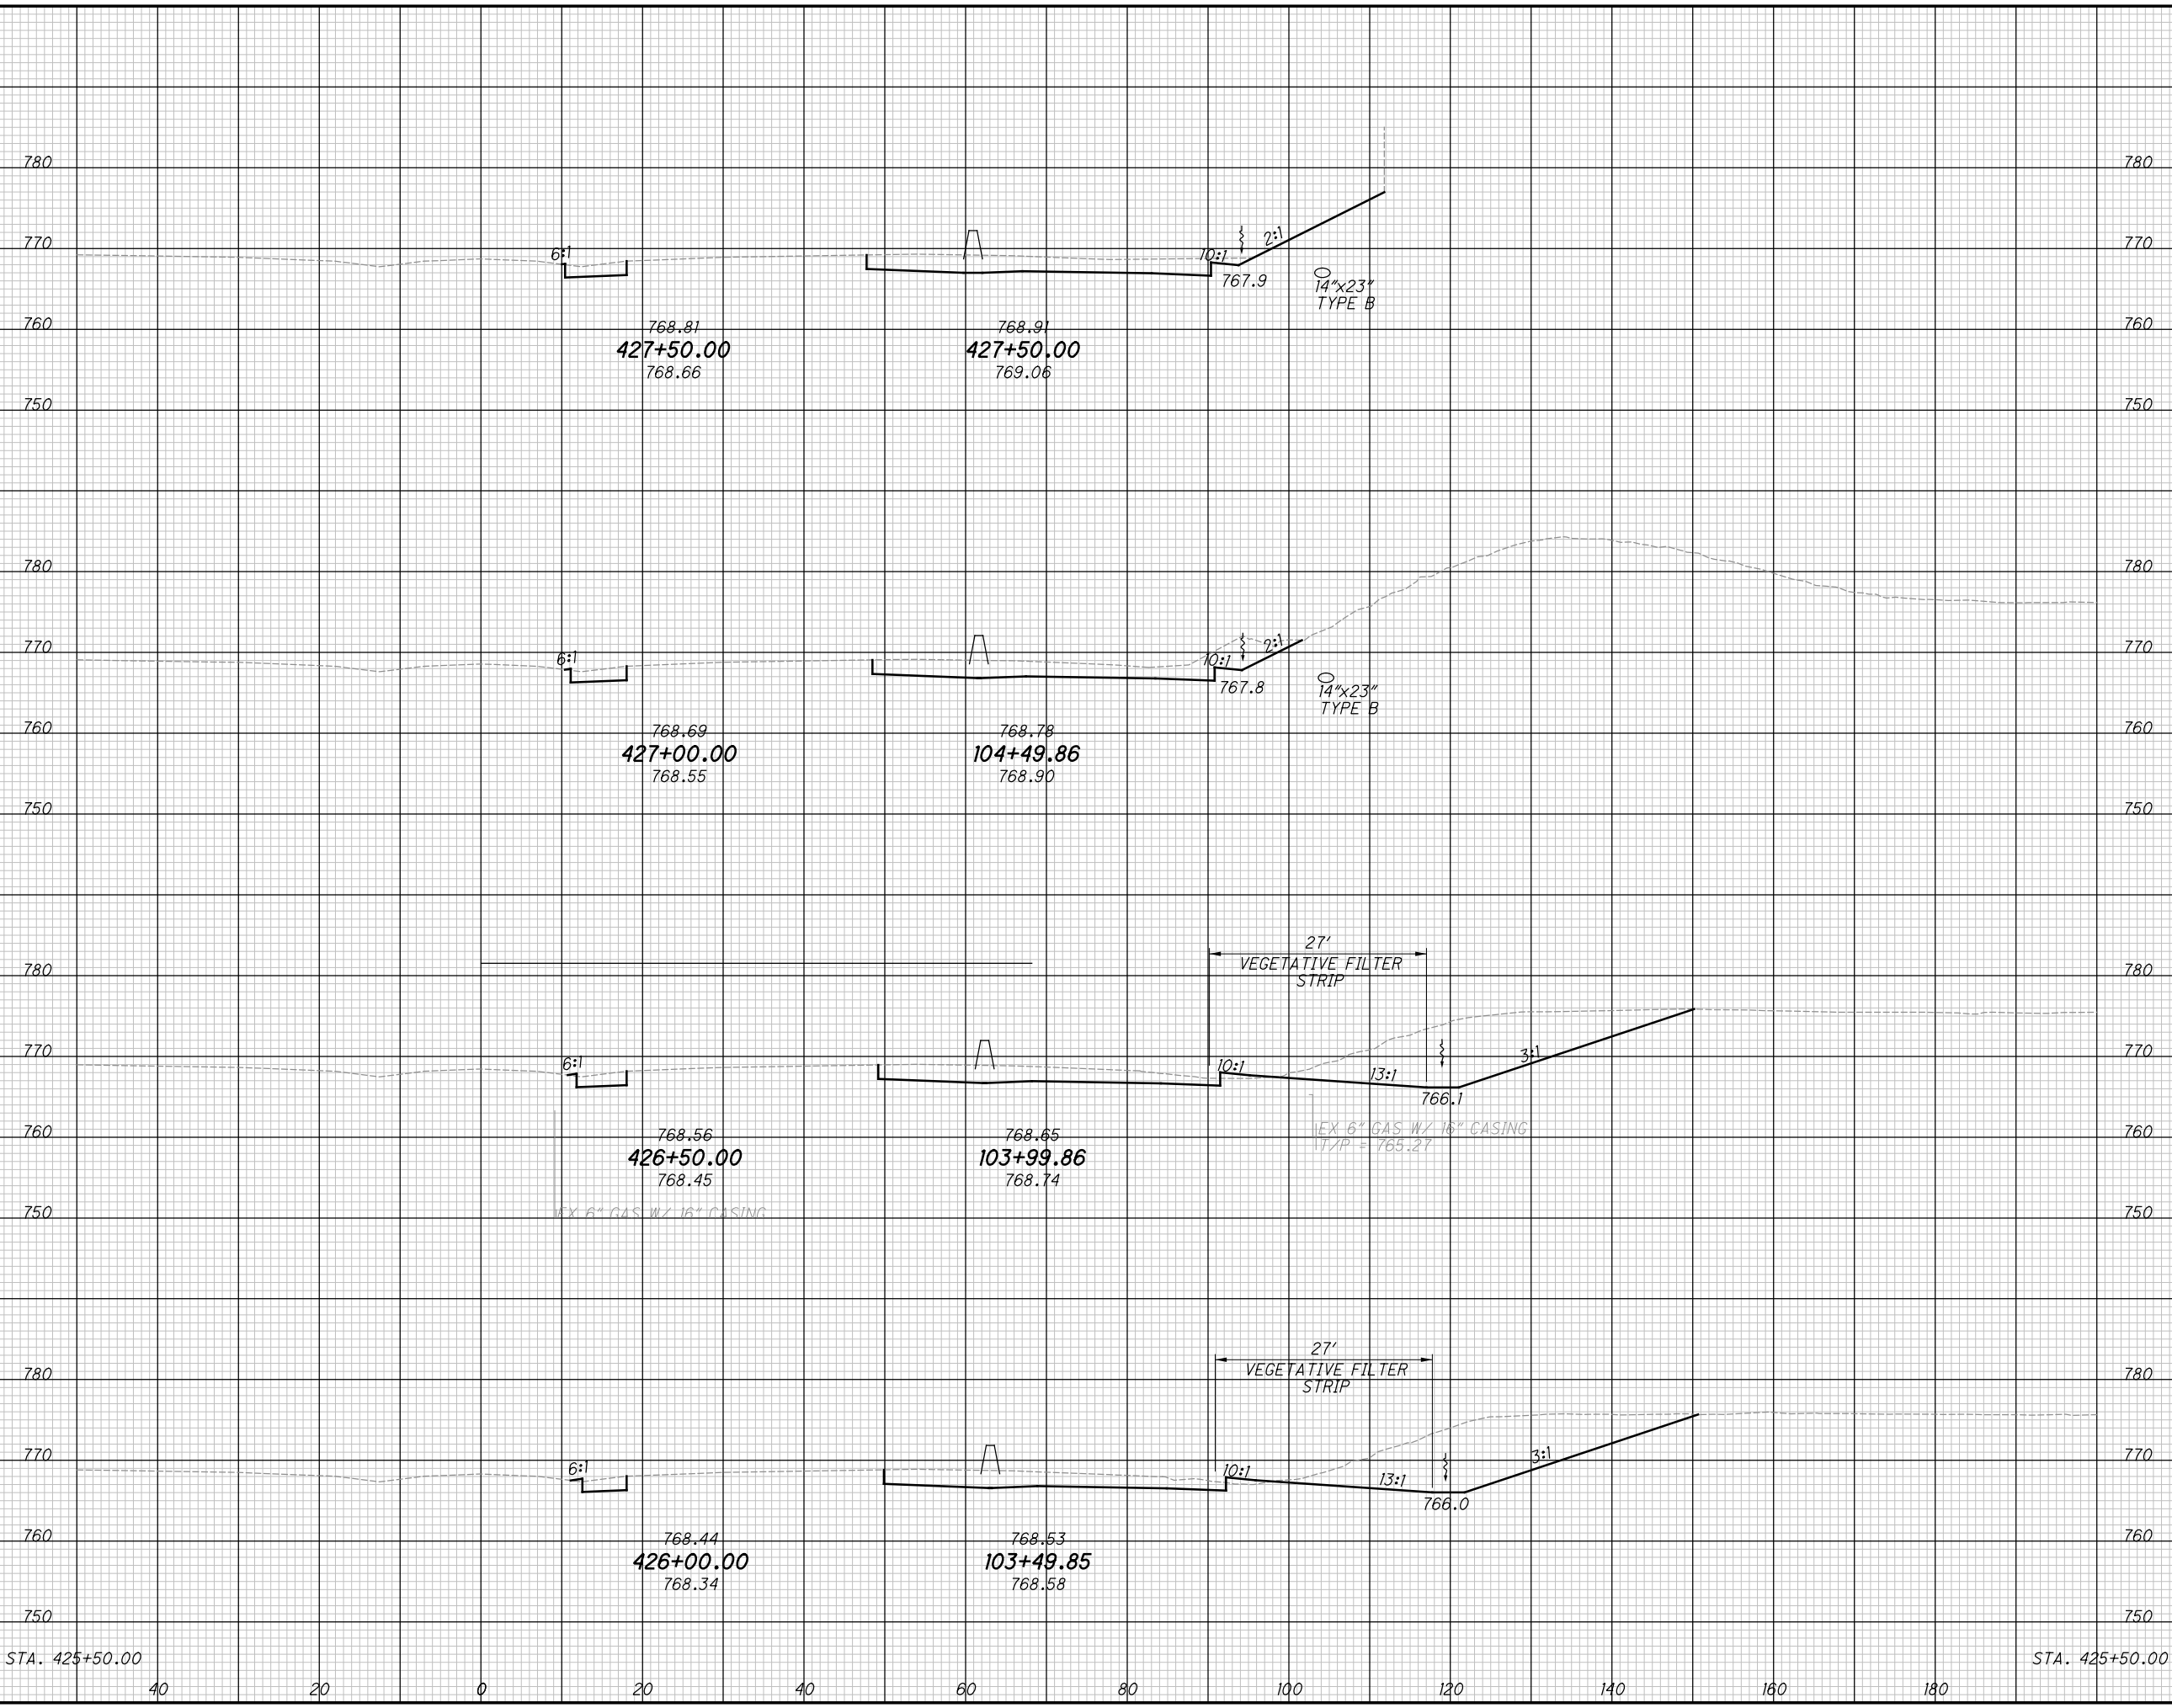 780 780
770 6:1 10:1 2:1 770
767.9
14"x23"
TYPE B
760 768.81 768.91 760
427+50.00 427+50.00
768.66 769.06
750 750
780 780
770 6:1 10:1 2:1 770
767.8
14"x23"
TYPE B
760 768.69 768.78 760
427+00.00 104+49.86
768.55 768.90
750 750
27'
780 VEGETATIVE FILTER 780
STRIP
770 6:1 10:1 13:1 3:1 770
766.1
EX 6" GAS W/ 16" CASING
760 768.56 768.65 760
T/P = 765.27
426+50.00 103+99.86
768.45 768.74
750 EX 6" GAS W/ 16" CASING 750
27'
780 VEGETATIVE FILTER 780
STRIP
770 6:1 10:1 13:1 3:1 770
766.0
760 768.44 768.53 760
426+00.00 103+49.85
768.34 768.58
750 750
STA. 425+50.00 STA. 425+50.00
40 20 0 20 40 60 80 100 120 140 160 180